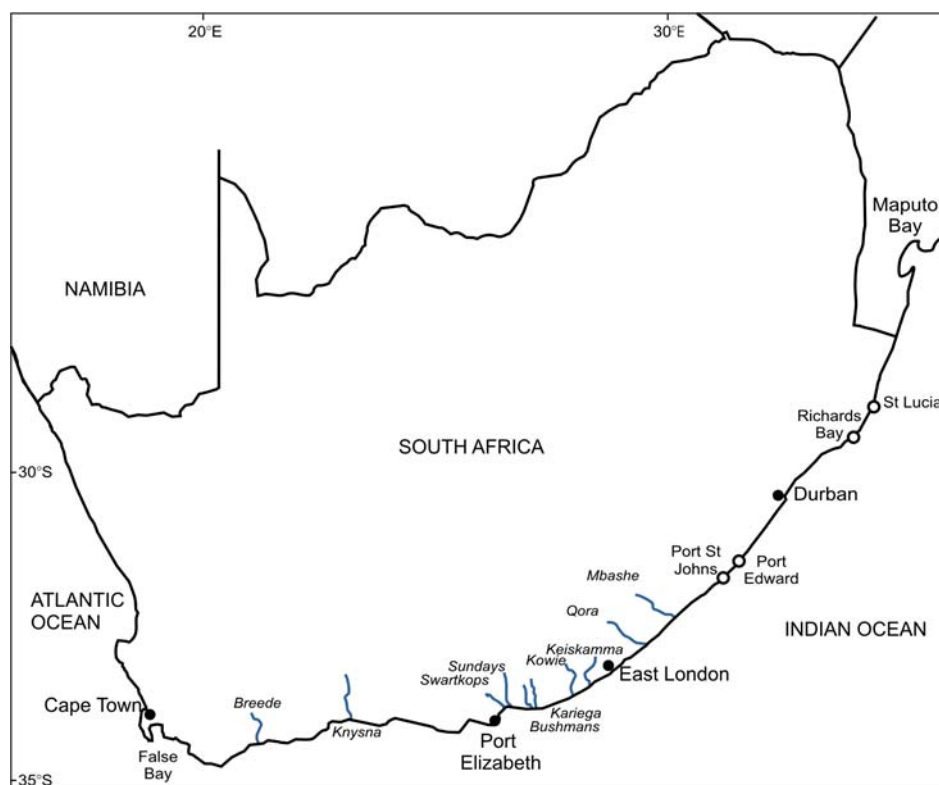 20°E
30°E
Maputo
Bay
NAMIBIA
St Lucia
Richards
Bay
SOUTH AFRICA
30°S
Durban
Port St
Johns
Port
Edward
Mbashe
ATLANTIC
OCEAN
Qora
INDIAN OCEAN
Keiskamma
Kowie
Sundays
Swartkops
East London
Cape Town
Breede
Knysna
Kariega
Bushmans
Port
Elizabeth
False
Bay
35°S